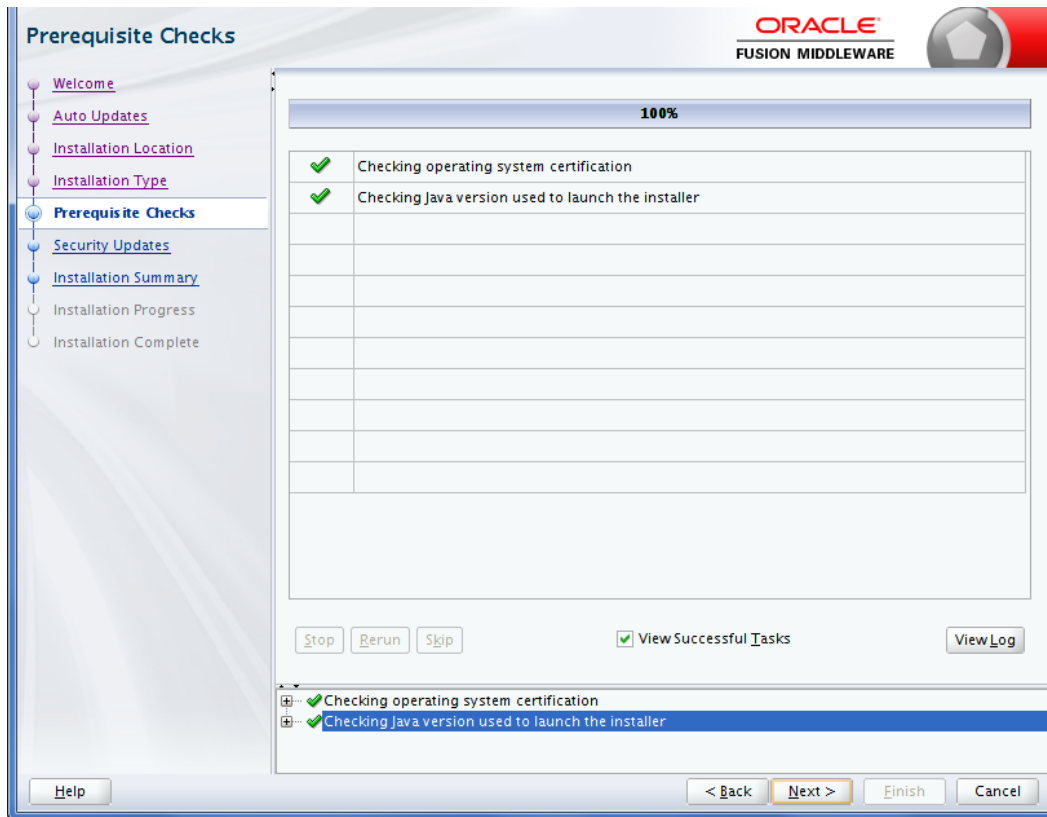 Prerequisite Checks
ORACLE
FUSION MIDDLEWARE
Welcome
Auto Updates
Installation Location
Installation Type
Prerequisite Checks
Security Updates
Installation Summary
Installation Progress
Installation Complete
100%
Checking operating system certification
Checking Java version used to launch the installer
Stop Rerun Skip View Successful Tasks View Log
Checking operating system certification
Checking Java version used to launch the installer
Help < Back Next > Finish Cancel